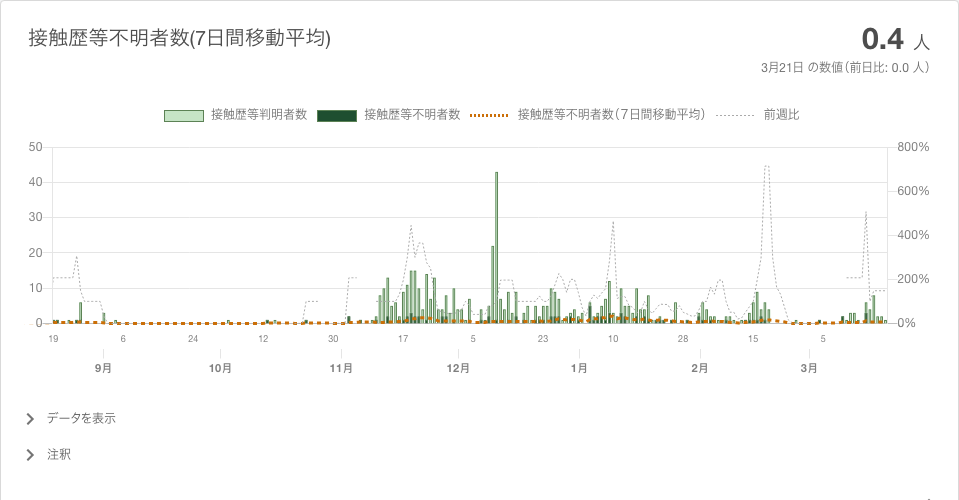 接触歴等不明者数(7日間移動平均)
0.4 人
3月21日 の数値（前日比: 0.0 人）
接触歴等判明者数 接触歴等不明者数 接触歴等不明者数（7日間移動平均） 前週比
50 800%
40 600%
30 400%
20 200%
10 0%
0
19 6 24 12 30 17 5 23 10 28 15 5
9月 10月 11月 12月 1月 2月 3月
データを表示
注釈